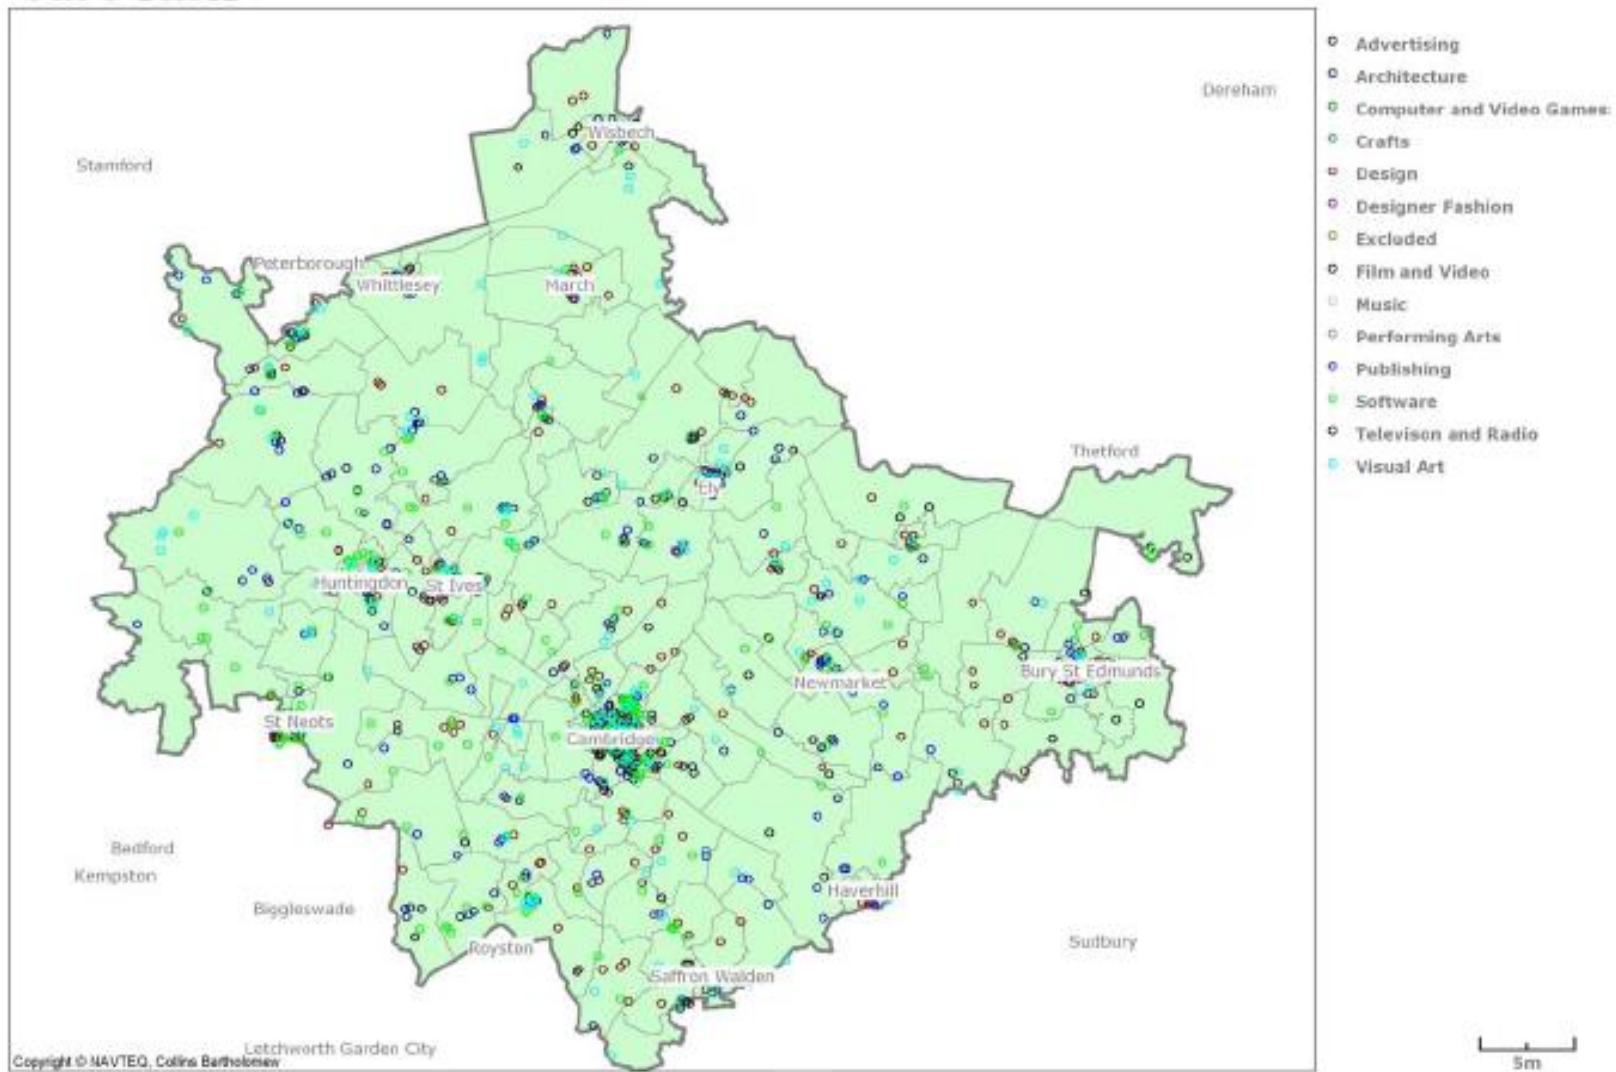 Dereham
Wisbech
Stamford
Peterborough
Whittlesey
March
Thetford
Ely
Huntingdon
St Ives
Newmarket
Bury St Edmunds
St Neots
Cambridge
Bedford
Kempston
Haverhill
Biggleswade
Royston
Sudbury
Saffron Walden
Letchworth Garden City
Copyright © NAVTEQ, Collins Bartholomew
Advertising
Architecture
Computer and Video Games
Crafts
Design
Designer Fashion
Excluded
Film and Video
Music
Performing Arts
Publishing
Software
Televison and Radio
Visual Art
5m